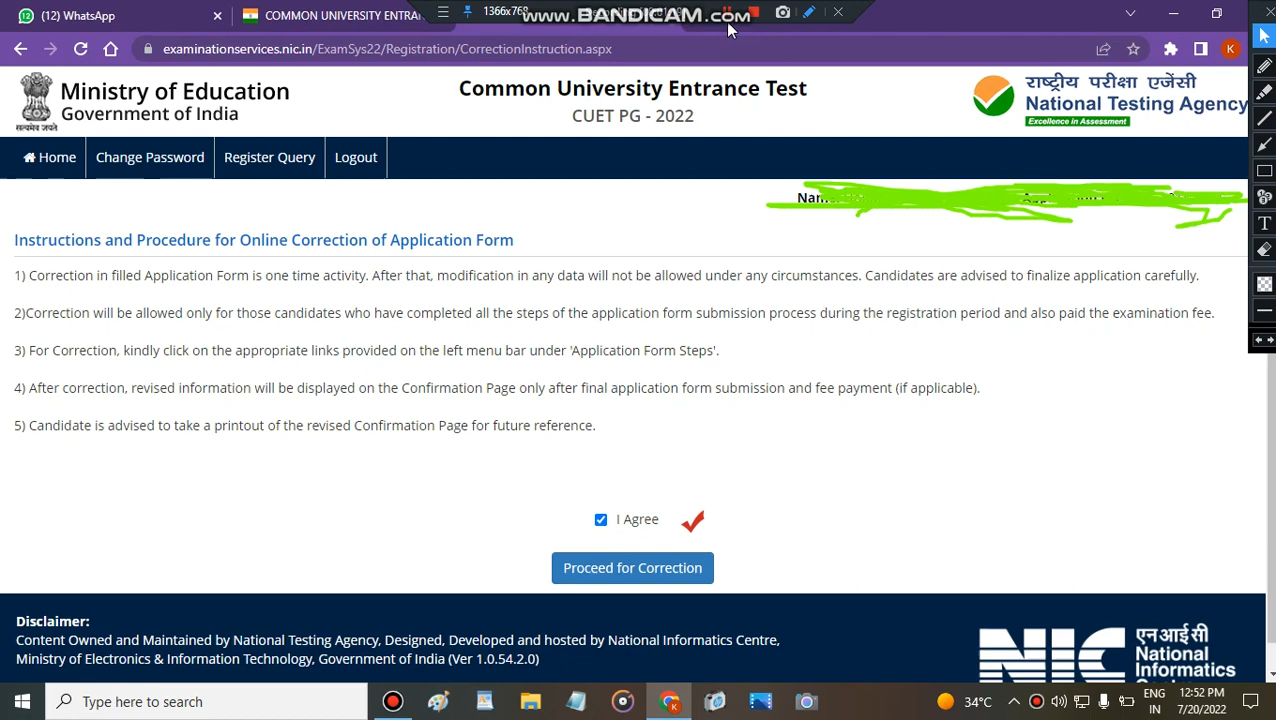 (12) WhatsApp
COMMON UNIVERSITY ENTRAN
1366x768
www.BANDICAM.com
examinationservices.nic.in/ExamSys22/Registration/CorrectionInstruction.aspx
K
सत्यमेव जयते
Ministry of Education
Government of India
Common University Entrance Test
CUET PG - 2022
राष्ट्रीय परीक्षा एजेंसी
National Testing Agency
Excellence in Assessment
Home
Change Password
Register Query
Logout
Instructions and Procedure for Online Correction of Application Form
1) Correction in filled Application Form is one time activity. After that, modification in any data will not be allowed under any circumstances. Candidates are advised to finalize application carefully.
2)Correction will be allowed only for those candidates who have completed all the steps of the application form submission process during the registration period and also paid the examination fee.
3) For Correction, kindly click on the appropriate links provided on the left menu bar under 'Application Form Steps'.
4) After correction, revised information will be displayed on the Confirmation Page only after final application form submission and fee payment (if applicable).
5) Candidate is advised to take a printout of the revised Confirmation Page for future reference.
I Agree
Proceed for Correction
Disclaimer:
Content Owned and Maintained by National Testing Agency, Designed, Developed and hosted by National Informatics Centre,
Ministry of Electronics & Information Technology, Government of India (Ver 1.0.54.2.0)
NIC
एन आई सी
National
Informatics
Type here to search
34°C
ENG
IN
12:52 PM
7/20/2022